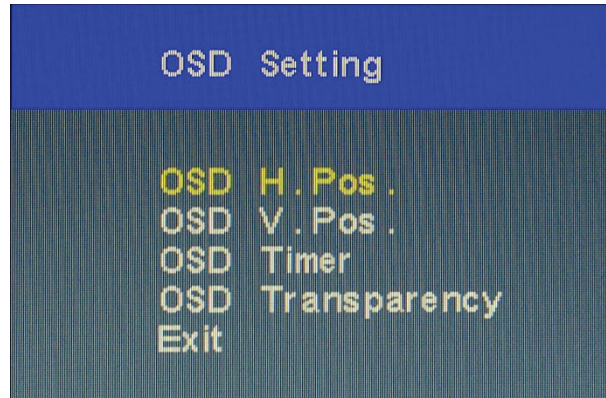 OSD Setting
OSD H.Pos.
OSD V.Pos.
OSD Timer
OSD Transparency
Exit